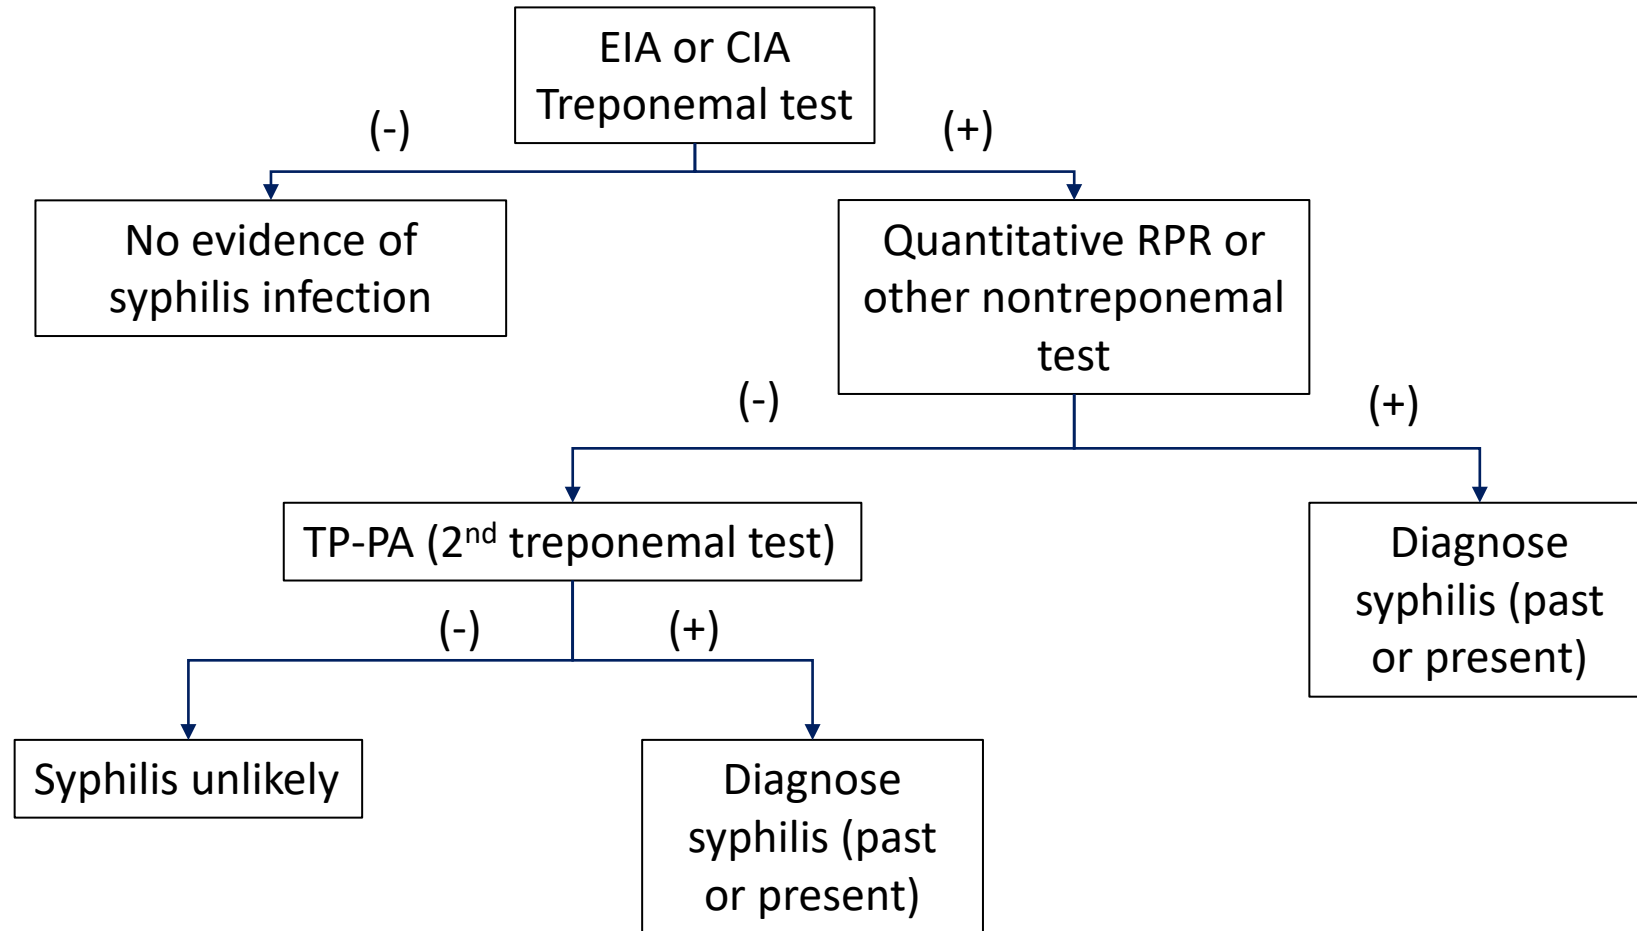 EIA or CIA
Treponemal test
(-)
(+)
No evidence of
syphilis infection
Quantitative RPR or
other nontreponemal
test
(-)
(+)
TP-PA (2nd treponemal test)
Diagnose
syphilis (past
or present)
(-)
(+)
Syphilis unlikely
Diagnose
syphilis (past
or present)